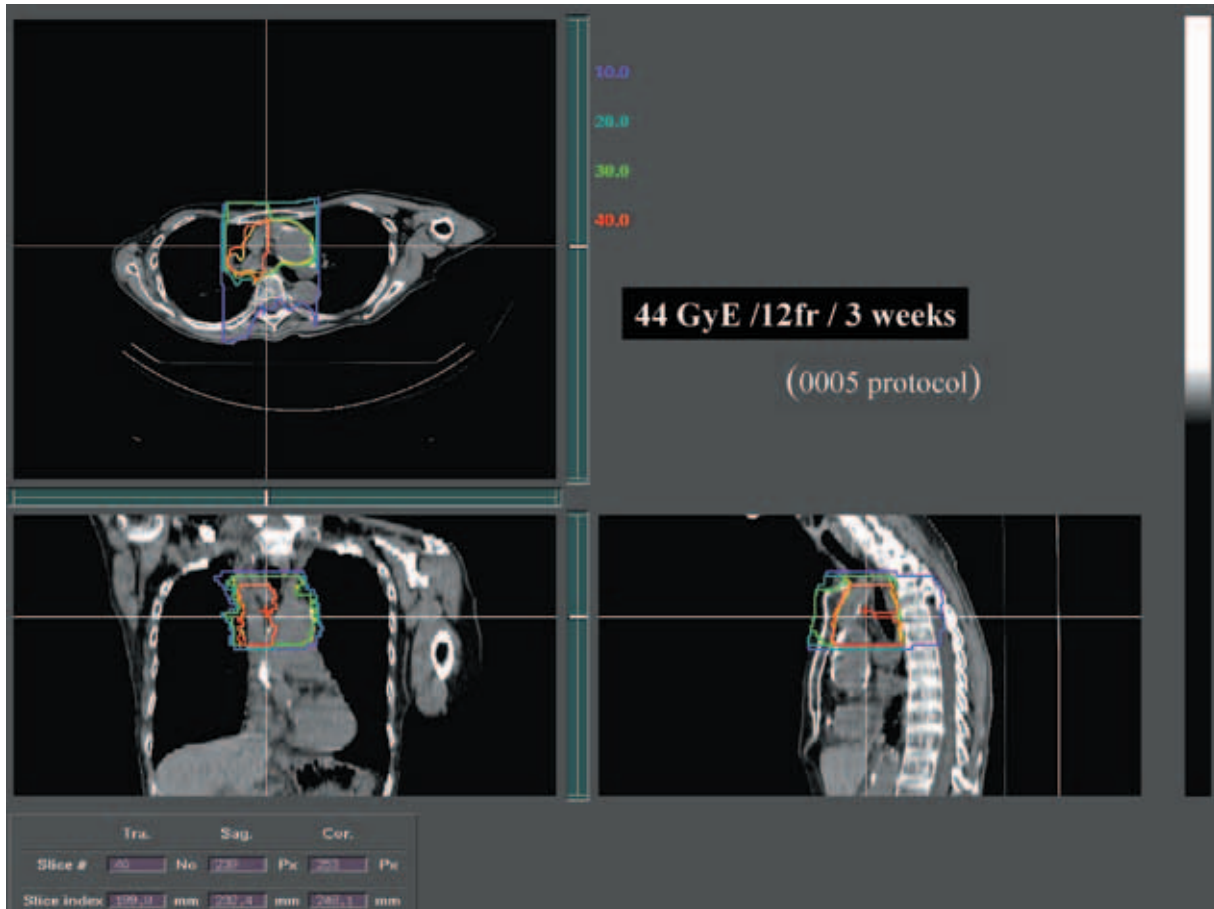 10.0
20.0
30.0
40.0
44 GyE /12fr / 3 weeks
(0005 protocol)
Tra. Sag. Cor.
Slice # No Px Px
Slice index mm mm mm